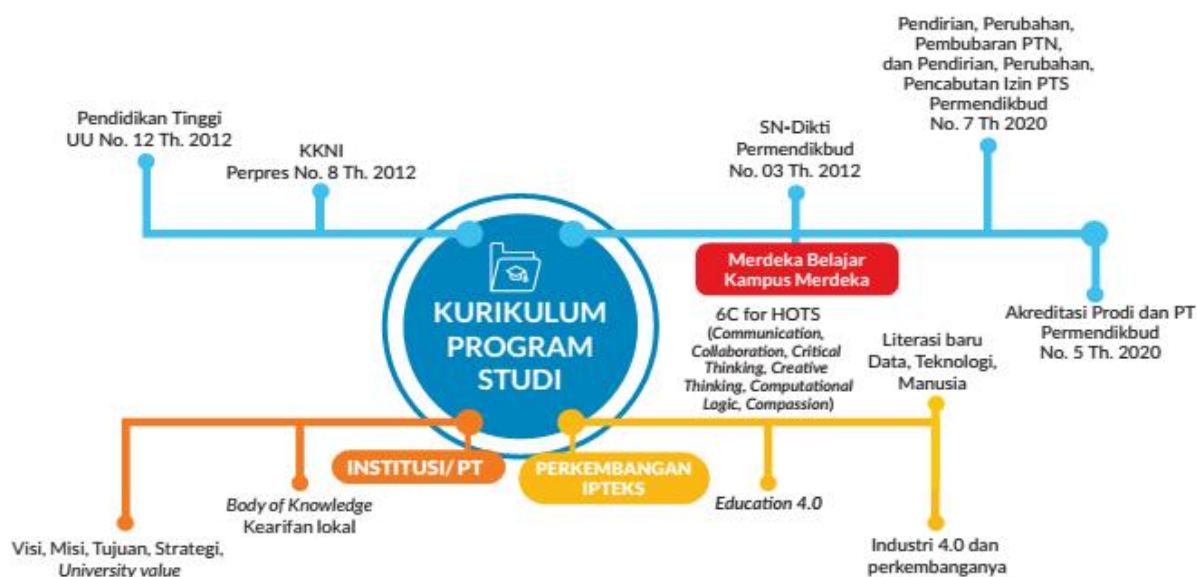 Pendidikan Tinggi
UU No. 12 Th. 2012
KKNI
Perpres No. 8 Th. 2012
SN-Dikti
Permendikbud
No. 03 Th. 2012
Pendirian, Perubahan,
Pembubaran PTN,
dan Pendirian, Perubahan,
Pencabutan Izin PTS
Permendikbud
No. 7 Th 2020
Akreditasi Prodi dan PT
Permendikbud
No. 5 Th. 2020
Merdeka Belajar
Kampus Merdeka
KURIKULUM
PROGRAM
STUDI
6C for HOTS
(Communication,
Collaboration, Critical
Thinking, Creative
Thinking, Computational
Logic, Compassion)
Literasi baru
Data, Teknologi,
Manusia
INSTITUSI/ PT
PERKEMBANGAN
IPTEKS
Body of Knowledge
Kearifan lokal
Education 4.0
Visi, Misi, Tujuan, Strategi,
University value
Industri 4.0 dan
perkembanganya